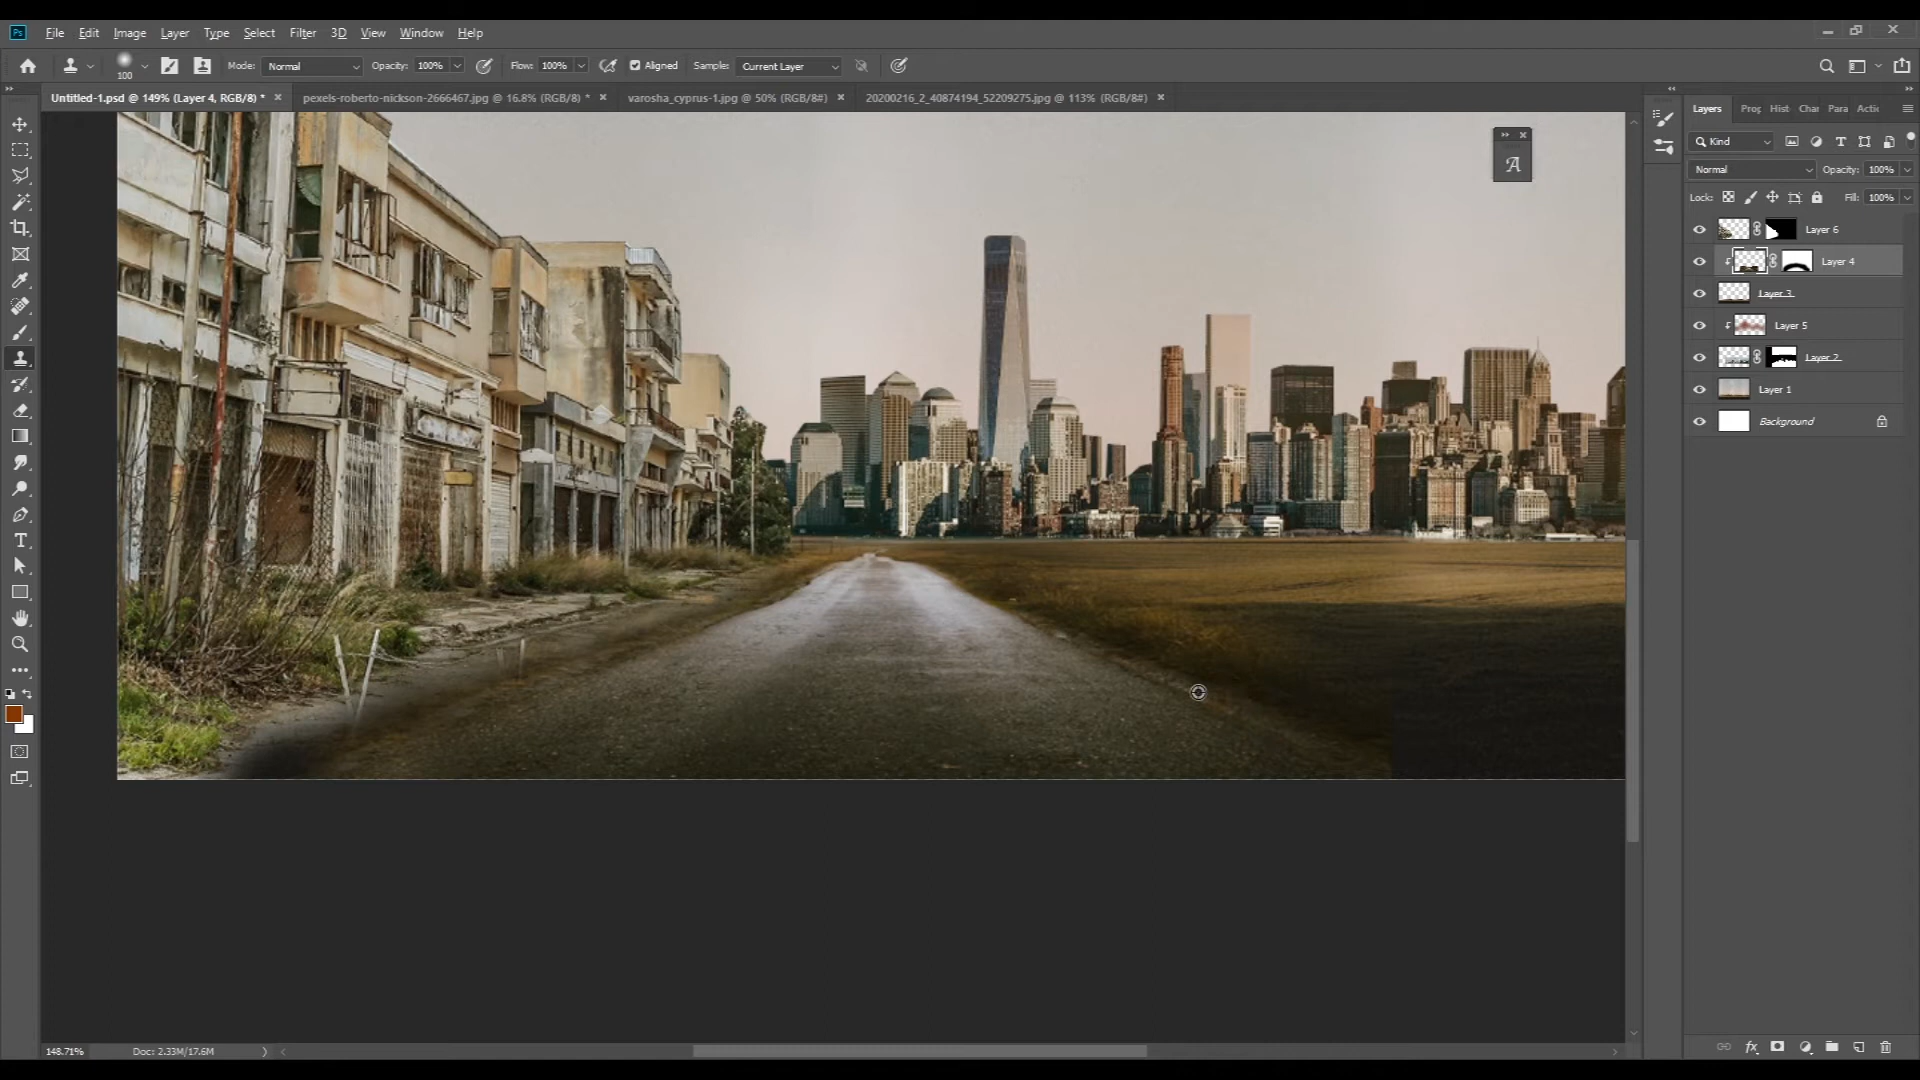 Ps File Edit Image Layer Type Select Filter 3D View Window Help
100 Mode: Normal Opacity: 100% Flow: 100% Aligned Sample: Current Layer
Untitled-1.psd @ 149% (Layer 4, RGB/8) * pexels-roberto-nickson-2666467.jpg @ 16.8% (RGB/8) * varosha_cyprus-1.jpg @ 50% (RGB/8#) 20200216_2_40874194_52209275.jpg @ 113% (RGB/8#)
Layers Prop Hist Char Para Actic
Kind
Normal Opacity: 100%
Lock: Fill: 100%
Layer 6
Layer 4
Layer 3
Layer 5
Layer 2
Layer 1
Background
148.71% Doc: 2.33M/17.6M